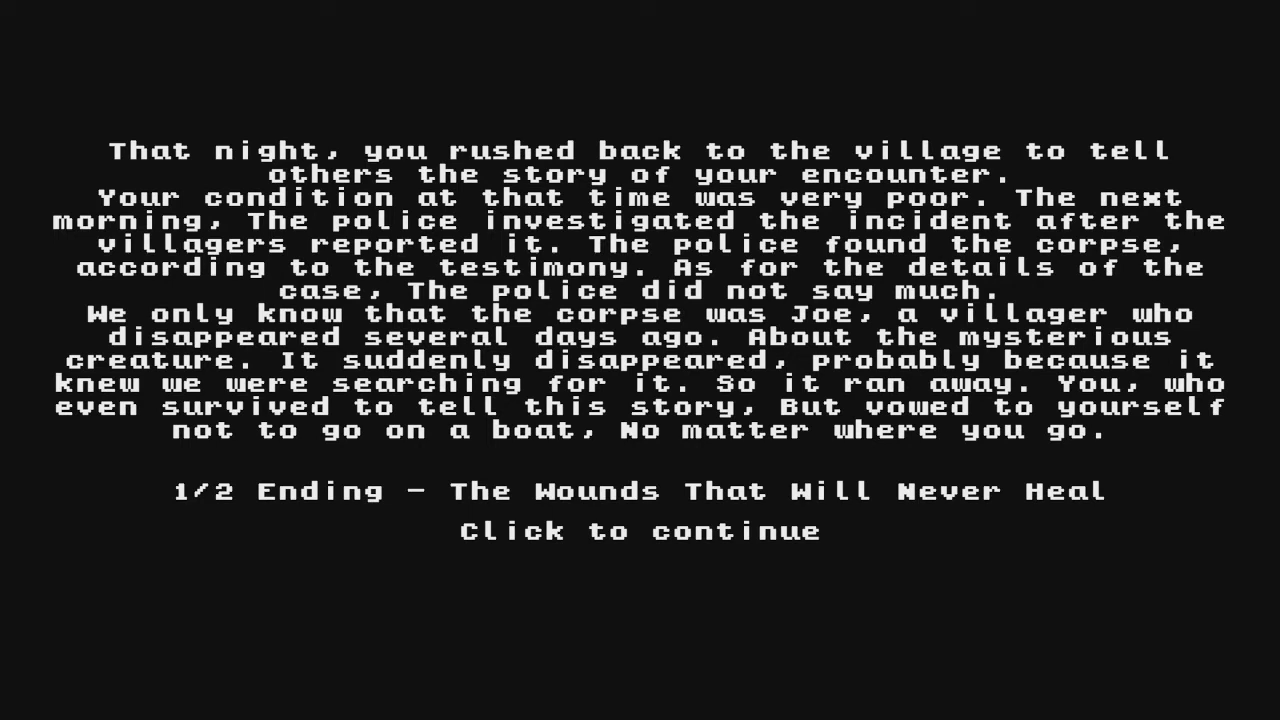 That night, you rushed back to the village to tell
others the story of your encounter.
Your condition at that time was very poor. The next
morning, The police investigated the incident after the
villagers reported it. The police found the corpse,
according to the testimony. As for the details of the
case, The police did not say much.
We only know that the corpse was Joe, a villager who
disappeared several days ago. About the mysterious
creature. It suddenly disappeared, probably because it
knew we were searching for it. So it ran away. You, who
even survived to tell this story, But vowed to yourself
not to go on a boat, No matter where you go.
1/2 Ending - The Wounds That Will Never Heal
Click to continue